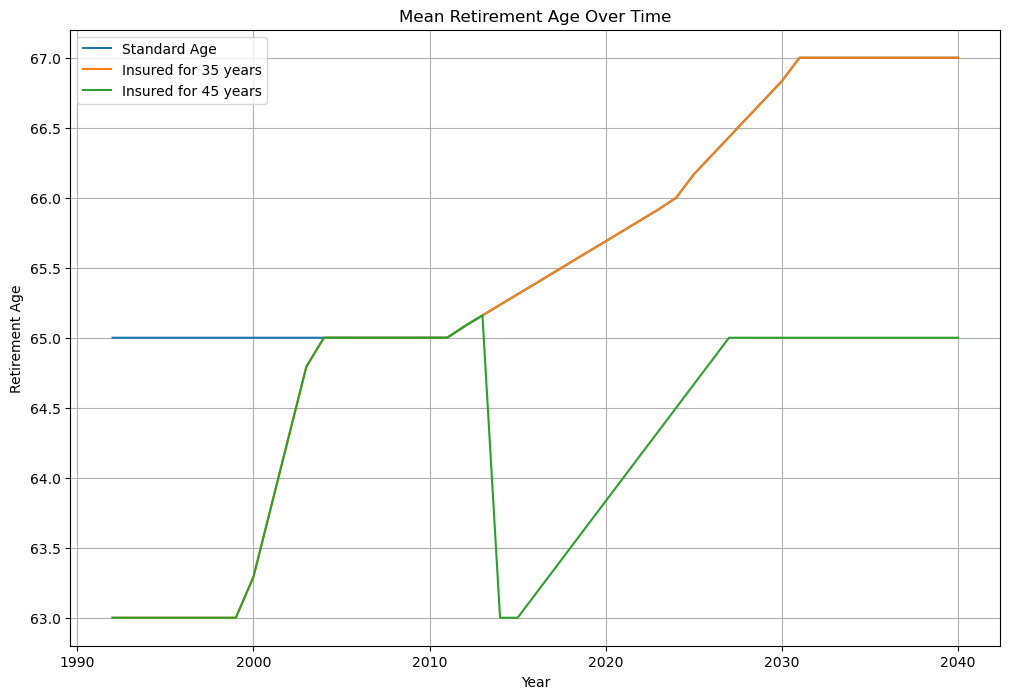 Mean Retirement Age Over Time
Standard Age
Insured for 35 years
Insured for 45 years
67.0
66.5
66.0
65.5
65.0
64.5
64.0
63.5
63.0
Retirement Age
1990
2000
2010
2020
2030
2040
Year